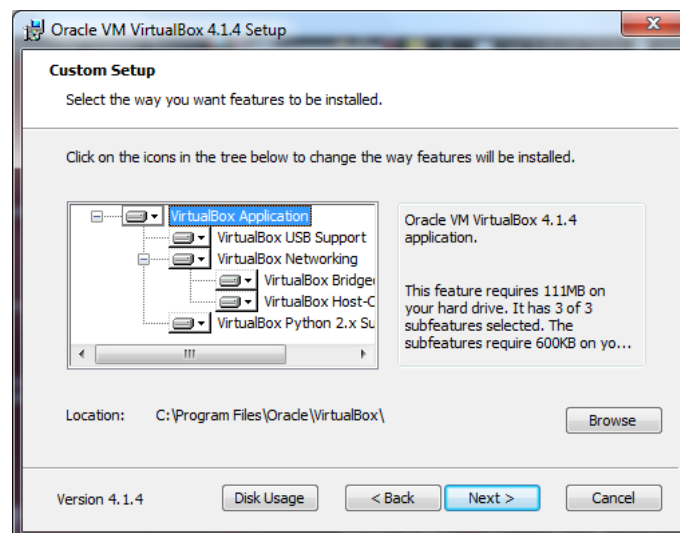 Oracle VM VirtualBox 4.1.4 Setup
Custom Setup
Select the way you want features to be installed.
Click on the icons in the tree below to change the way features will be installed.
VirtualBox Application
VirtualBox USB Support
VirtualBox Networking
VirtualBox Bridge
VirtualBox Host-C
VirtualBox Python 2.x Su
Oracle VM VirtualBox 4.1.4
application.
This feature requires 111MB on
your hard drive. It has 3 of 3
subfeatures selected. The
subfeatures require 600KB on yo...
Location: C:\Program Files\Oracle\VirtualBox\
Browse
Version 4.1.4
Disk Usage
< Back
Next >
Cancel